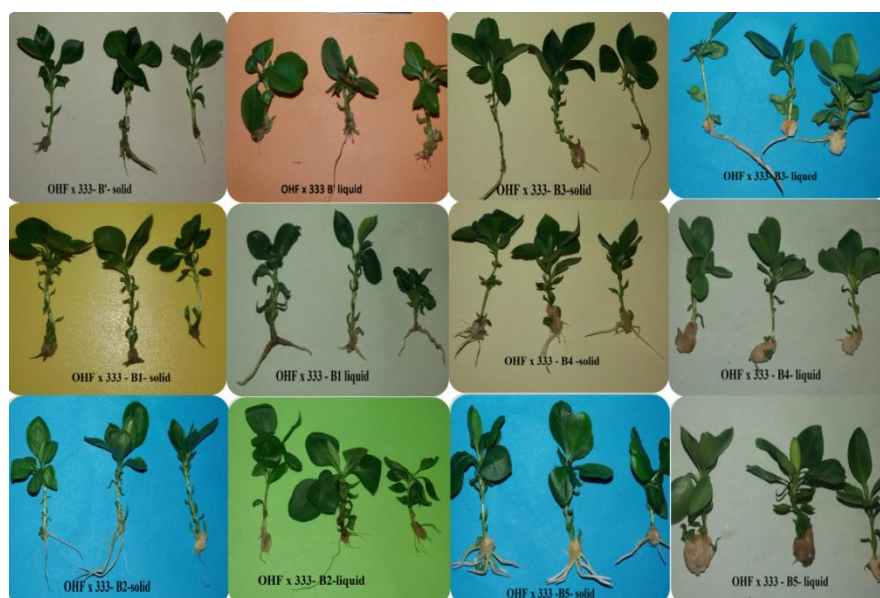 OHF x 333- B'- solid
OHF x 333 B' liquid
OHF x 333- B3-solid
OHF x 333- B3- liqued
OHF x 333 - B1- solid
OHF x 333 - B1 liquid
OHF x 333 - B4 -solid
OHF x 333 - B4- liquid
OHF x 333- B2-solid
OHF x 333- B2-liquid
OHF x 333 -B5- solid
OHF x 333 - B5- liquid